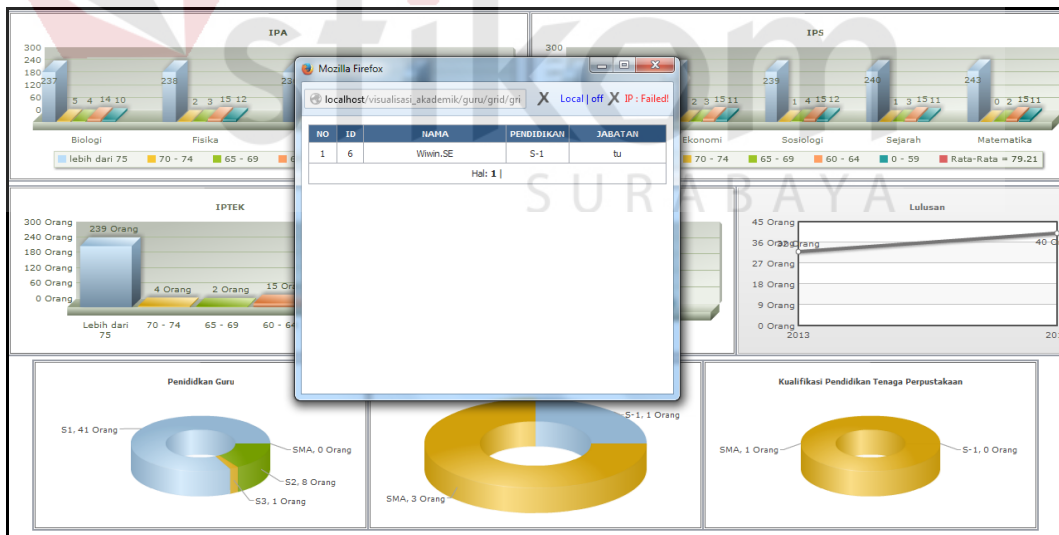 stikom
SURABAYA
IPA
300
240
180
120
60
0
237
5 4 14 10
238
2 3 15 12
Biologi
Fisika
lebih dari 75
70 - 74
65 - 69
IPS
300
239
1 4 15 12
240
2 3 15 11
243
0 2 15 11
2 3 15 11
Ekonomi
Sosiologi
Sejarah
Matematika
70 - 74
65 - 69
60 - 64
0 - 59
Rata-Rata = 79.21
Mozilla Firefox
localhost/visualisasi_akademik/guru/grid/gri
X Local | off X IP : Failed!
NO ID NAMA PENDIDIKAN JABATAN
1 6 Wiwin.SE S-1 tu
Hal: 1 |
IPTEK
300 Orang
240 Orang
180 Orang
120 Orang
60 Orang
0 Orang
239 Orang
4 Orang
2 Orang
Lebih dari
75
70 - 74
65 - 69
Lulusan
45 Orang
36 Orang
27 Orang
18 Orang
9 Orang
0 Orang
2013
Penididkan Guru
S1, 41 Orang
SMA, 0 Orang
S2, 8 Orang
S3, 1 Orang
S-1, 1 Orang
SMA, 3 Orang
Kualifikasi Pendidikan Tenaga Perpustakaan
SMA, 1 Orang
S-1, 0 Orang